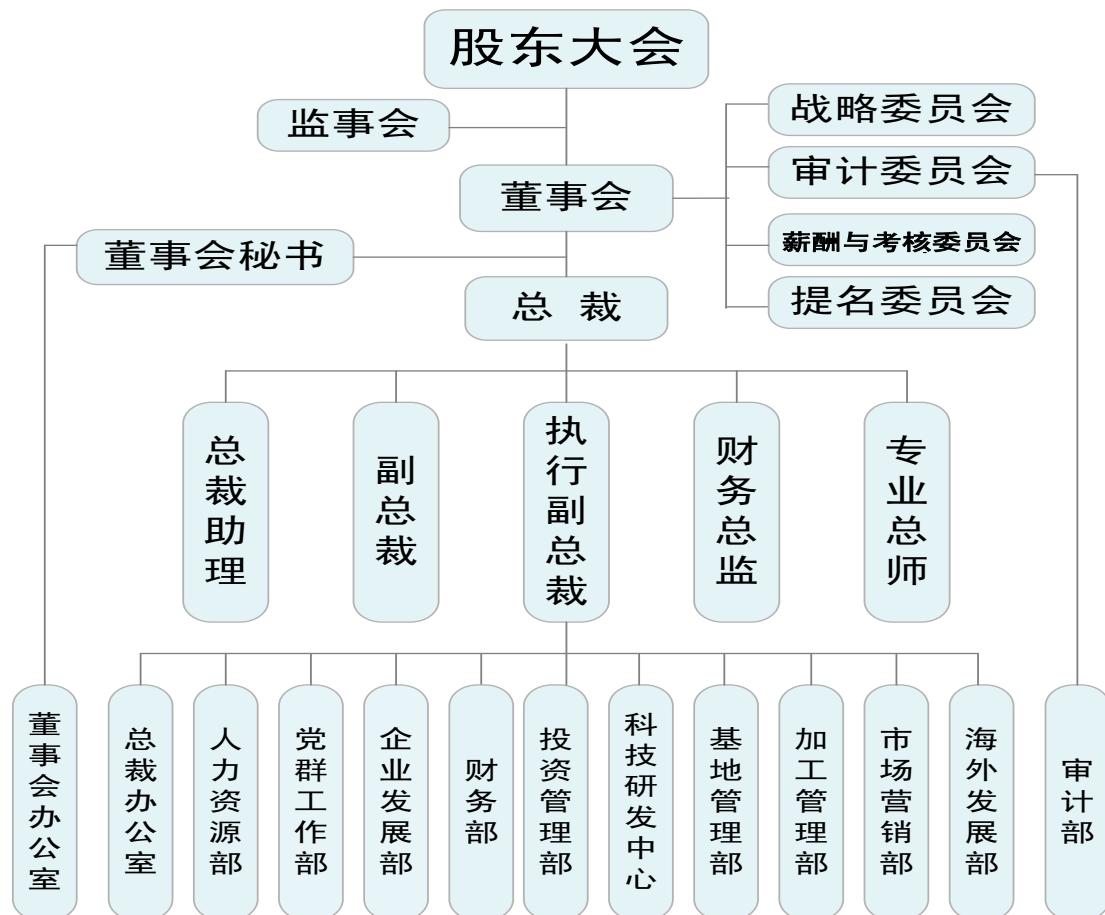 股东大会
监事会
战略委员会
审计委员会
董事会
董事会秘书
薪酬与考核委员会
总 裁
提名委员会
总裁助理
副总裁
执行副总裁
财务总监
专业总师
董事会办公室
总裁办公室
人力资源部
党群工作部
企业发展部
财务部
投资管理部
科技研发中心
基地管理部
加工管理部
市场营销部
海外发展部
审计部